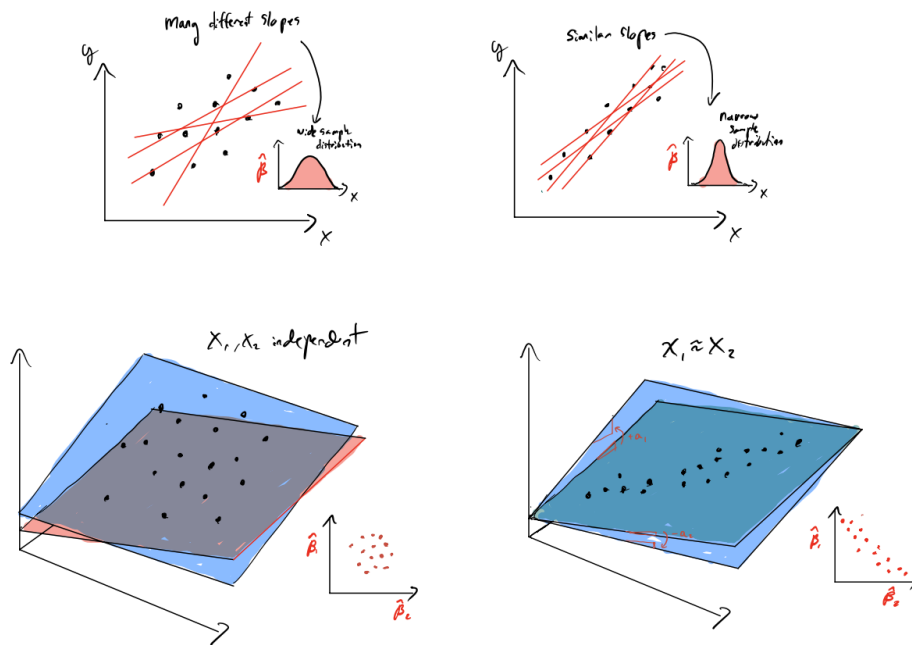 Many different slopes
y
wide sample
distribution
β̂
x
x
Similar slopes
y
narrow
sample
distribution
β̂
x
x
X₁, X₂ independent
β̂₁
β̂₂
X₁ ≈ X₂
β̂₁
β̂₂